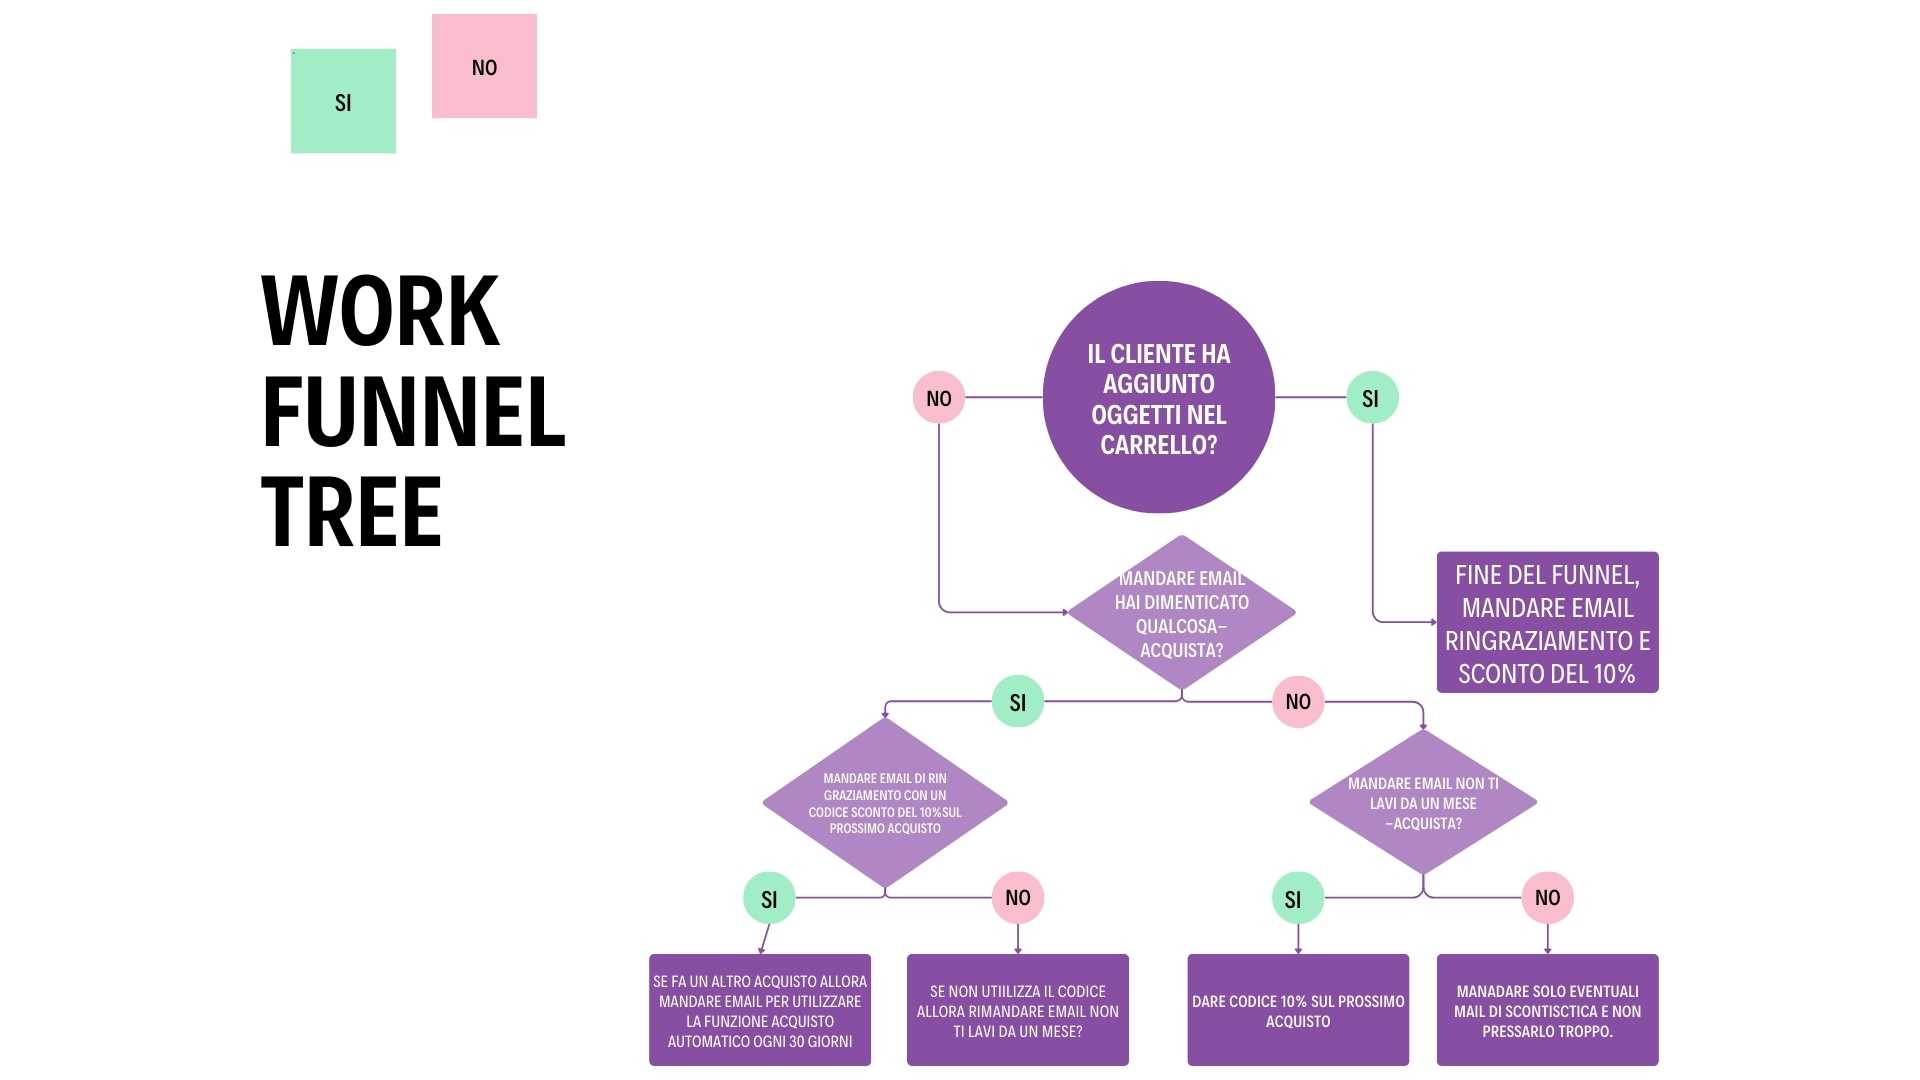 SI
NO
WORK
FUNNEL
TREE
IL CLIENTE HA
AGGIUNTO
OGGETTI NEL
CARRELLO?
NO
SI
MANDARE EMAIL
HAI DIMENTICATO
QUALCOSA–
ACQUISTA?
FINE DEL FUNNEL,
MANDARE EMAIL
RINGRAZIAMENTO E
SCONTO DEL 10%
SI
NO
MANDARE EMAIL DI RIN
GRAZIAMENTO CON UN
CODICE SCONTO DEL 10%SUL
PROSSIMO ACQUISTO
MANDARE EMAIL NON TI
LAVI DA UN MESE
–ACQUISTA?
SI
NO
SI
NO
SE FA UN ALTRO ACQUISTO ALLORA
MANDARE EMAIL PER UTILIZZARE
LA FUNZIONE ACQUISTO
AUTOMATICO OGNI 30 GIORNI
SE NON UTIILIZZA IL CODICE
ALLORA RIMANDARE EMAIL NON
TI LAVI DA UN MESE?
DARE CODICE 10% SUL PROSSIMO
ACQUISTO
MANADARE SOLO EVENTUALI
MAIL DI SCONTISCTICA E NON
PRESSARLO TROPPO.